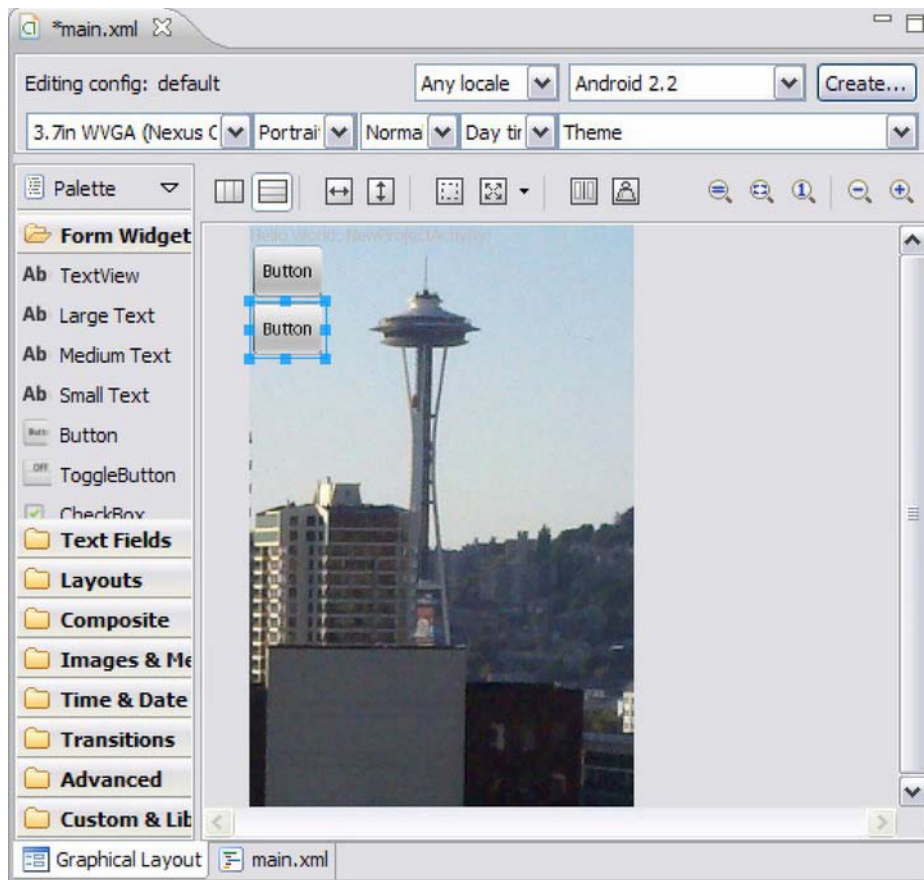 *main.xml
Editing config: default
Any locale
Android 2.2
Create...
3.7in WVGA (Nexus O
Portrai
Norma
Day tir
Theme
Palette
Form Widget
Ab TextView
Ab Large Text
Ab Medium Text
Ab Small Text
Button
OFF ToggleButton
CheckBox
Text Fields
Layouts
Composite
Images & Me
Time & Date
Transitions
Advanced
Custom & Lib
Hello World, NewProjectActivity!
Button
Button
Graphical Layout
main.xml